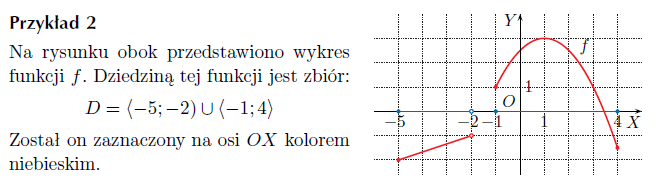 Przykład 2
Na rysunku obok przedstawiono wykres
funkcji f. Dziedziną tej funkcji jest zbiór:
D = ⟨−5; −2) ∪ ⟨−1; 4⟩
Został on zaznaczony na osi OX kolorem
niebieskim.
Y
f
1
O
−5
−2
−1
1
4
X